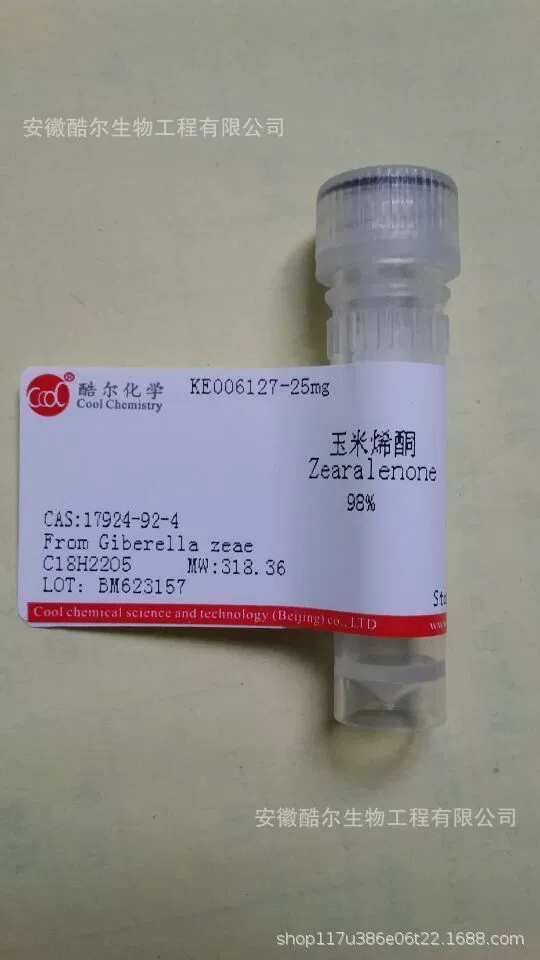 安徽酷尔生物工程有限公司
Cool
®
酷尔化学
Cool Chemistry
KE006127-25mg
玉米烯酮
Zearalenone
98%
CAS:17924-92-4
From Giberella zeae
C18H22O5 MW:318.36
LOT: BM623157
Cool chemical science and technology (Beijing) co., LTD
安徽酷尔生物工程有限公司
shop117u386e06t22.1688.com